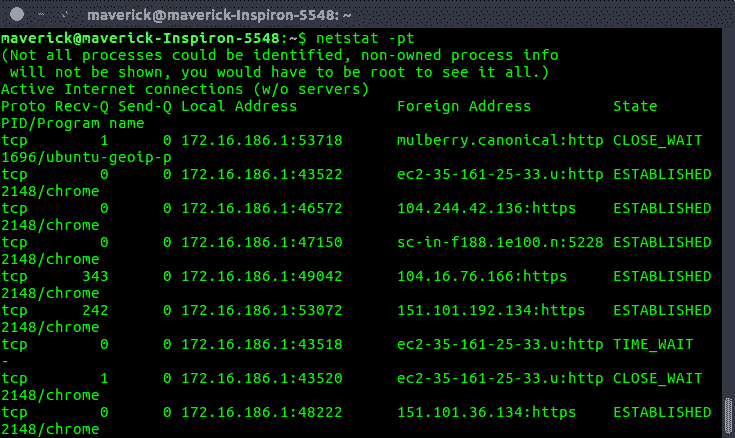 maverick@maverick-Inspiron-5548: ~
maverick@maverick-Inspiron-5548:~$ netstat -pt
(Not all processes could be identified, non-owned process info
 will not be shown, you would have to be root to see it all.)
Active Internet connections (w/o servers)
Proto Recv-Q Send-Q Local Address           Foreign Address         State
PID/Program name
tcp        1      0 172.16.186.1:53718      mulberry.canonical:http CLOSE_WAIT
1696/ubuntu-geoip-p
tcp        0      0 172.16.186.1:43522      ec2-35-161-25-33.u:http ESTABLISHED
2148/chrome
tcp        0      0 172.16.186.1:46572      104.244.42.136:https    ESTABLISHED
2148/chrome
tcp        0      0 172.16.186.1:47150      sc-in-f188.1e100.n:5228 ESTABLISHED
2148/chrome
tcp      343      0 172.16.186.1:49042      104.16.76.166:https     ESTABLISHED
2148/chrome
tcp      242      0 172.16.186.1:53072      151.101.192.134:https   ESTABLISHED
2148/chrome
tcp        0      0 172.16.186.1:43518      ec2-35-161-25-33.u:http TIME_WAIT
-
tcp        1      0 172.16.186.1:43520      ec2-35-161-25-33.u:http CLOSE_WAIT
2148/chrome
tcp        0      0 172.16.186.1:48222      151.101.36.134:https    ESTABLISHED
2148/chrome